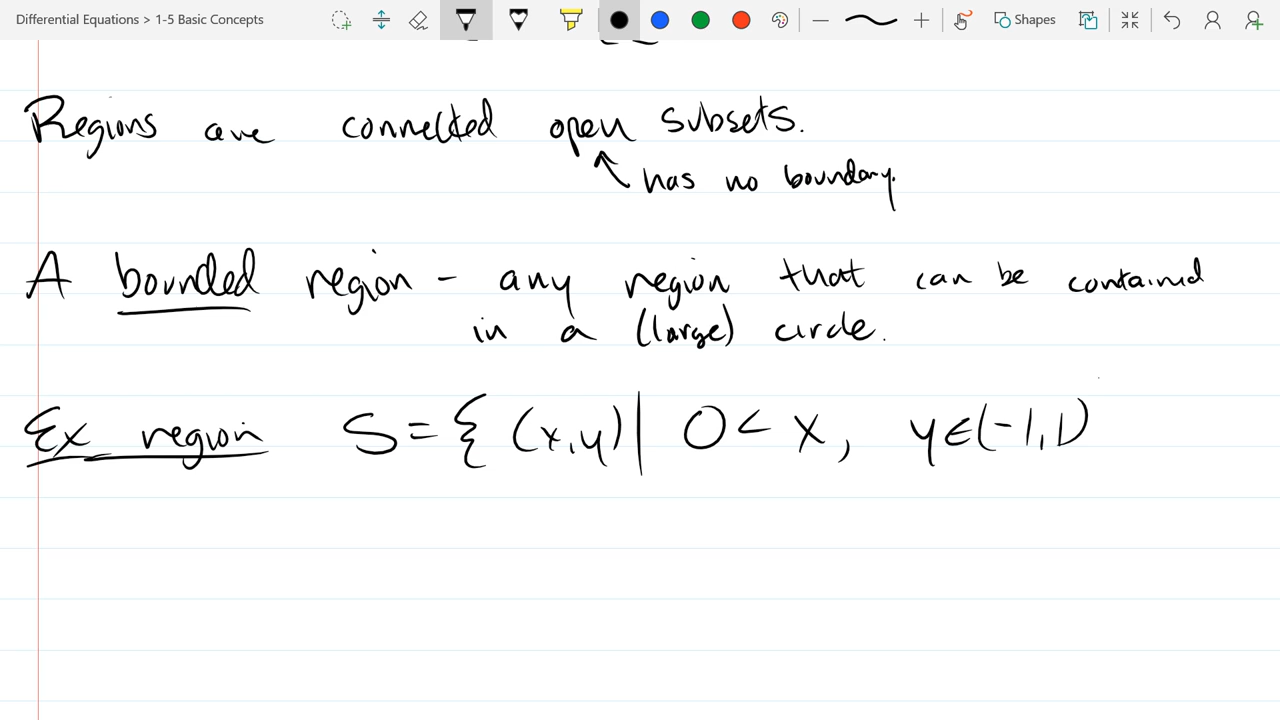 Differential Equations > 1-5 Basic Concepts
Shapes
Regions are connected open subsets.
has no boundary.
A bounded region - any region that can be contained
in a (large) circle.
Ex region S = { (x,y) | 0 < x, y∈(-1,1)